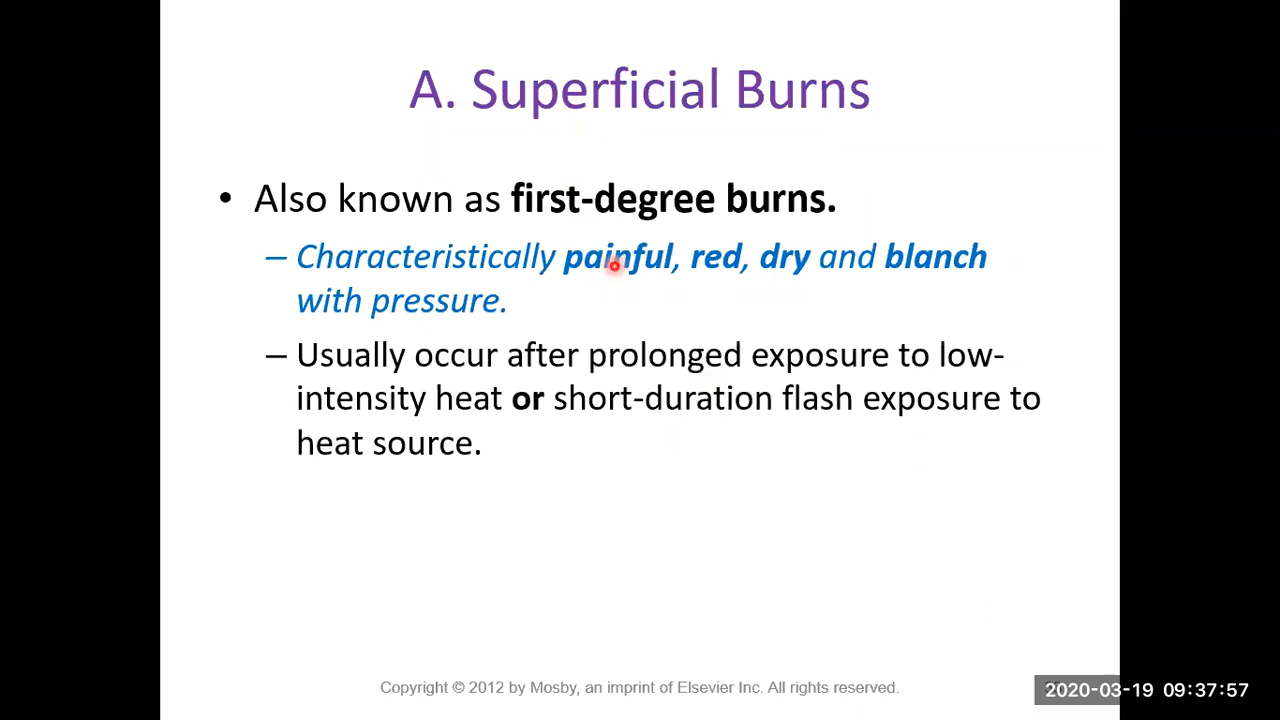 A. Superficial Burns
• Also known as first-degree burns.
– Characteristically painful, red, dry and blanch
with pressure.
– Usually occur after prolonged exposure to low-
intensity heat or short-duration flash exposure to
heat source.
Copyright © 2012 by Mosby, an imprint of Elsevier Inc. All rights reserved.
2020-03-19 09:37:57